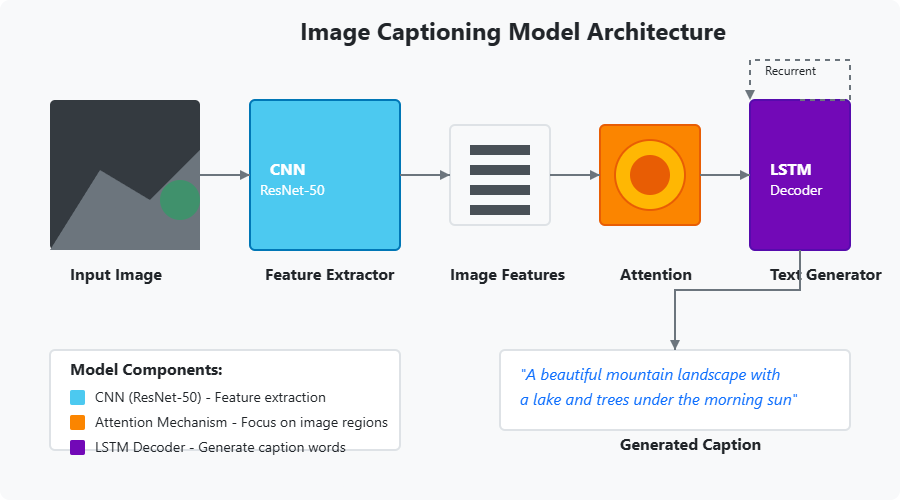 Image Captioning Model Architecture
Recurrent
CNN
ResNet-50
LSTM
Decoder
Input Image
Feature Extractor
Image Features
Attention
Text Generator
Model Components:
CNN (ResNet-50) - Feature extraction
Attention Mechanism - Focus on image regions
LSTM Decoder - Generate caption words
"A beautiful mountain landscape with
a lake and trees under the morning sun"
Generated Caption